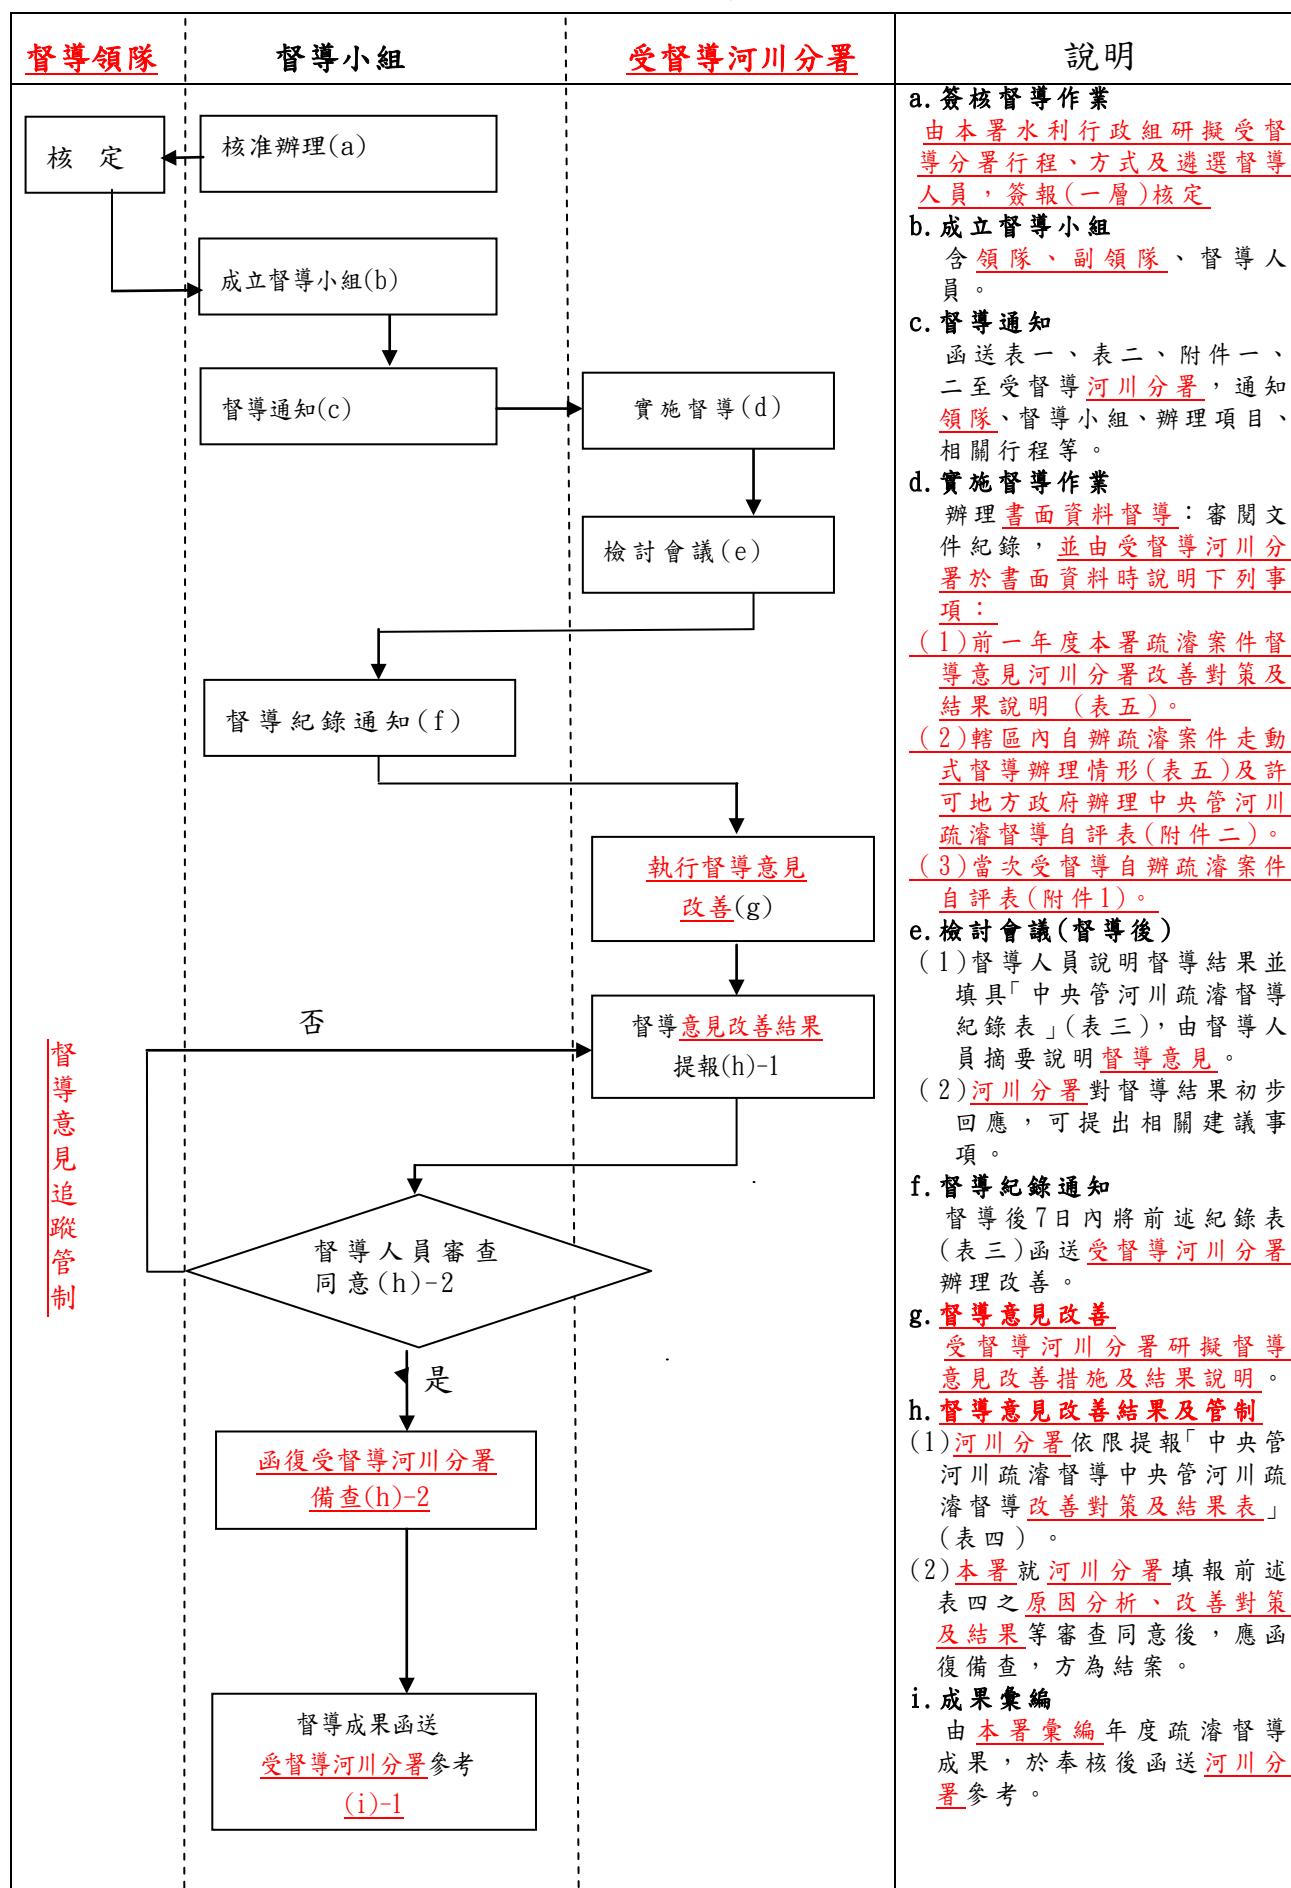 督導領隊
督導小組
受督導河川分署
說明
核 定
核准辦理(a)
成立督導小組(b)
督導通知(c)
實施督導(d)
檢討會議(e)
督導紀錄通知(f)
執行督導意見
改善(g)
否
督導意見改善結果
提報(h)-1
督導意見追蹤管制
督導人員審查
同意(h)-2
是
函復受督導河川分署
備查(h)-2
督導成果函送
受督導河川分署參考
(i)-1
a.簽核督導作業
由本署水利行政組研擬受督
導分署行程、方式及遴選督導
人員，簽報(一層)核定
b.成立督導小組
含領隊、副領隊、督導人
員。
c.督導通知
函送表一、表二、附件一、
二至受督導河川分署，通知
領隊、督導小組、辦理項目、
相關行程等。
d.實施督導作業
辦理書面資料督導：審閱文
件紀錄，並由受督導河川分
署於書面資料時說明下列事
項：
(1)前一年度本署疏濬案件督
導意見河川分署改善對策及
結果說明 (表五)。
(2)轄區內自辦疏濬案件走動
式督導辦理情形(表五)及許
可地方政府辦理中央管河川
疏濬督導自評表(附件二)。
(3)當次受督導自辦疏濬案件
自評表(附件1)。
e.檢討會議(督導後)
(1)督導人員說明督導結果並
填具「中央管河川疏濬督導
紀錄表」(表三)，由督導人
員摘要說明督導意見。
(2)河川分署對督導結果初步
回應，可提出相關建議事
項。
f.督導紀錄通知
督導後7日內將前述紀錄表
(表三)函送受督導河川分署
辦理改善。
g.督導意見改善
受督導河川分署研擬督導
意見改善措施及結果說明。
h.督導意見改善結果及管制
(1)河川分署依限提報「中央管
河川疏濬督導中央管河川疏
濬督導改善對策及結果表」
(表四) 。
(2)本署就河川分署填報前述
表四之原因分析、改善對策
及結果等審查同意後，應函
復備查，方為結案。
i.成果彙編
由本署彙編年度疏濬督導
成果，於奉核後函送河川分
署參考。